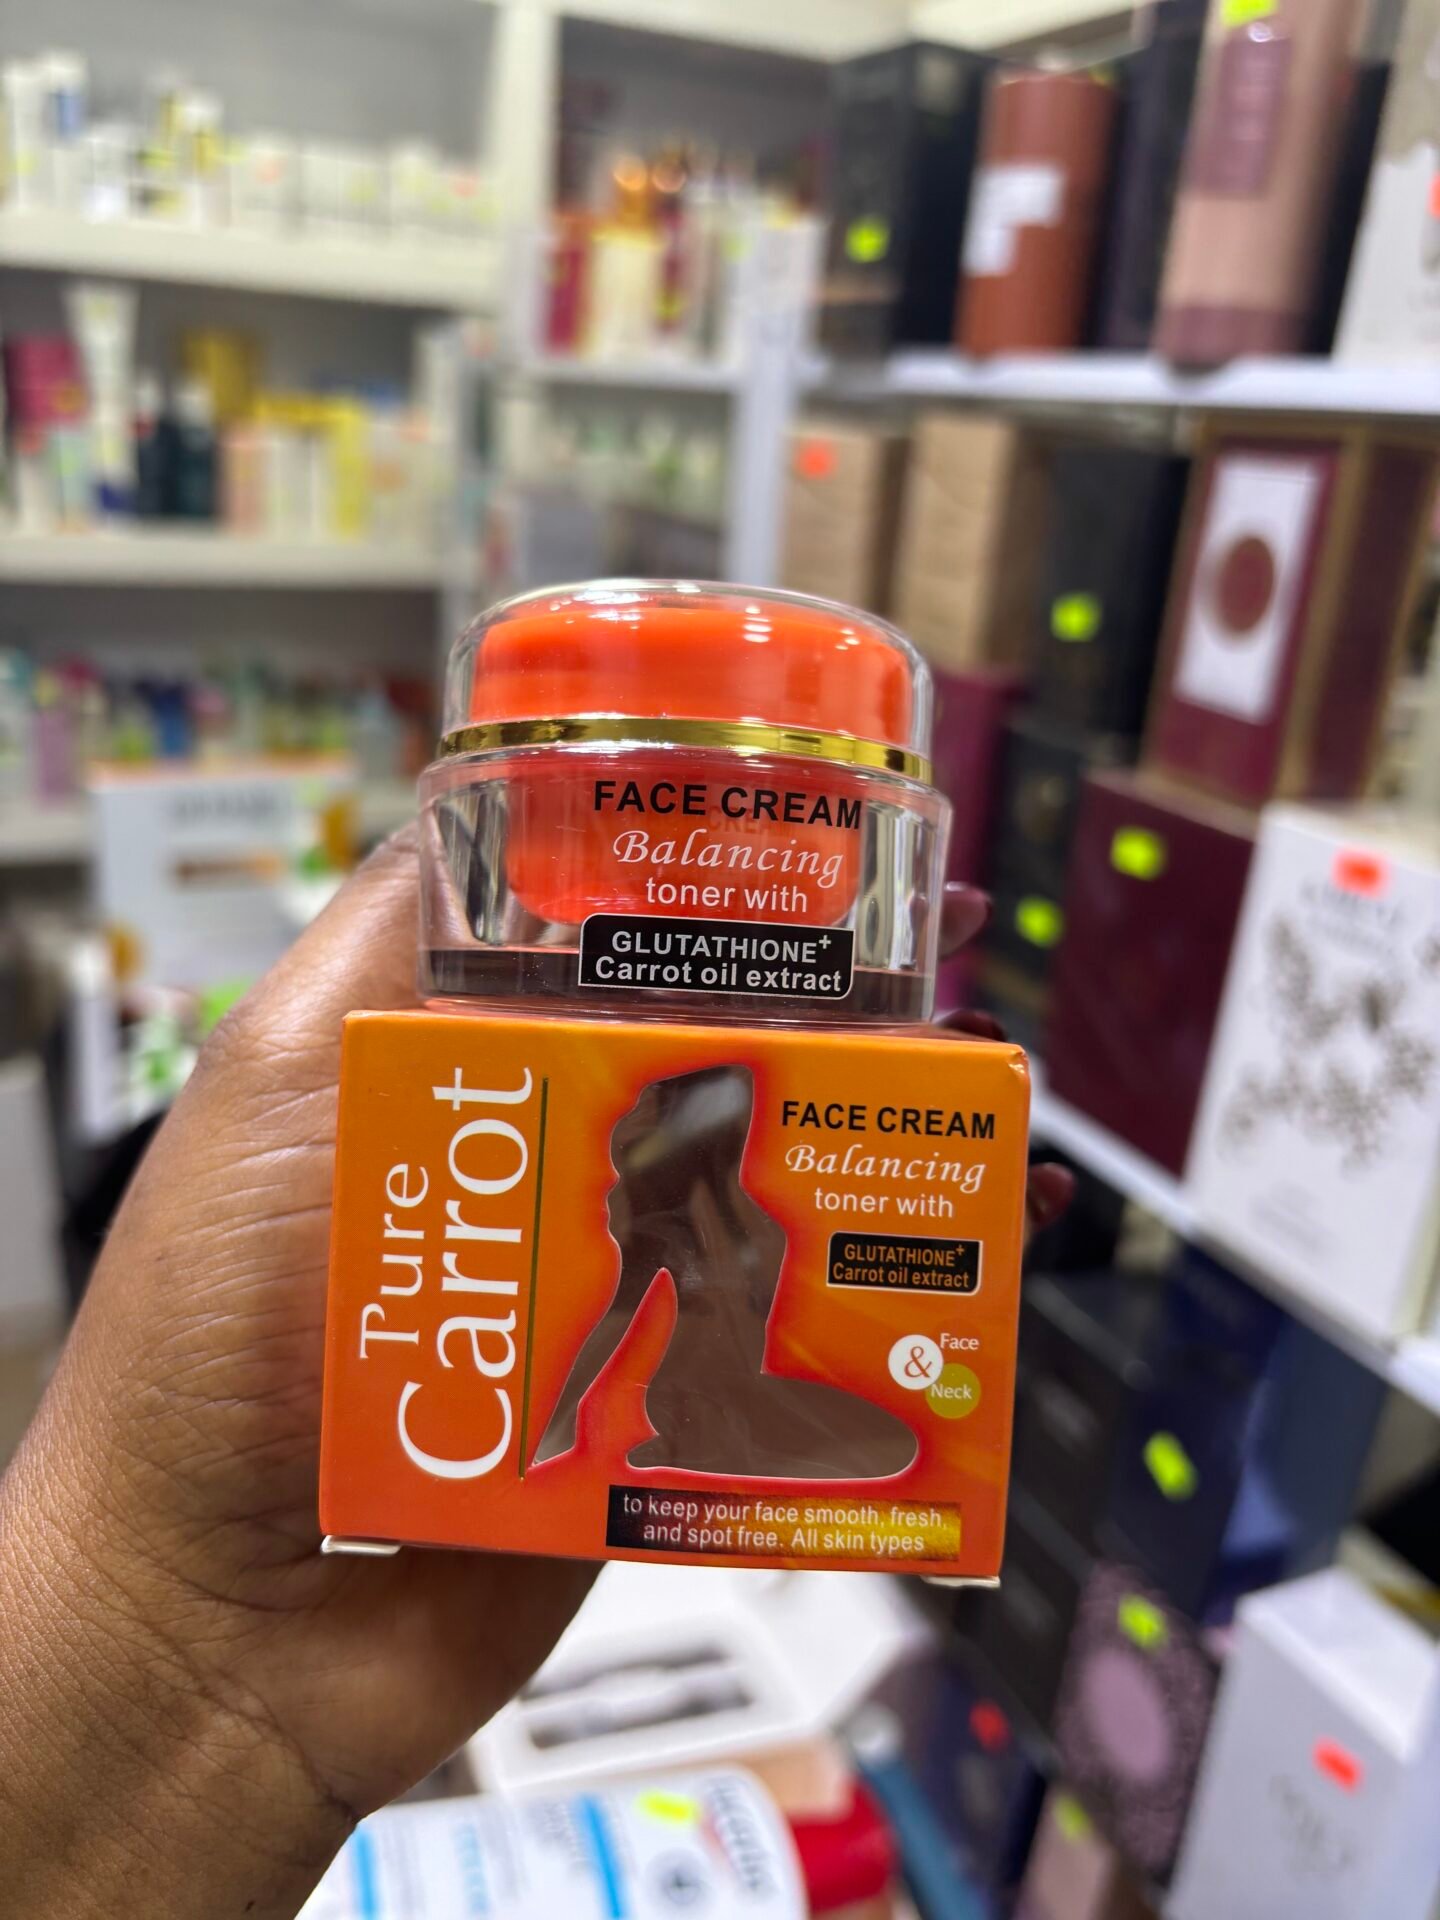 FACE CREAM
Balancing
toner with
GLUTATHIONE+
Carrot oil extract
Pure
Carrot
FACE CREAM
Balancing
toner with
GLUTATHIONE+
Carrot oil extract
Face
&
Neck
to keep your face smooth, fresh,
and spot free. All skin types